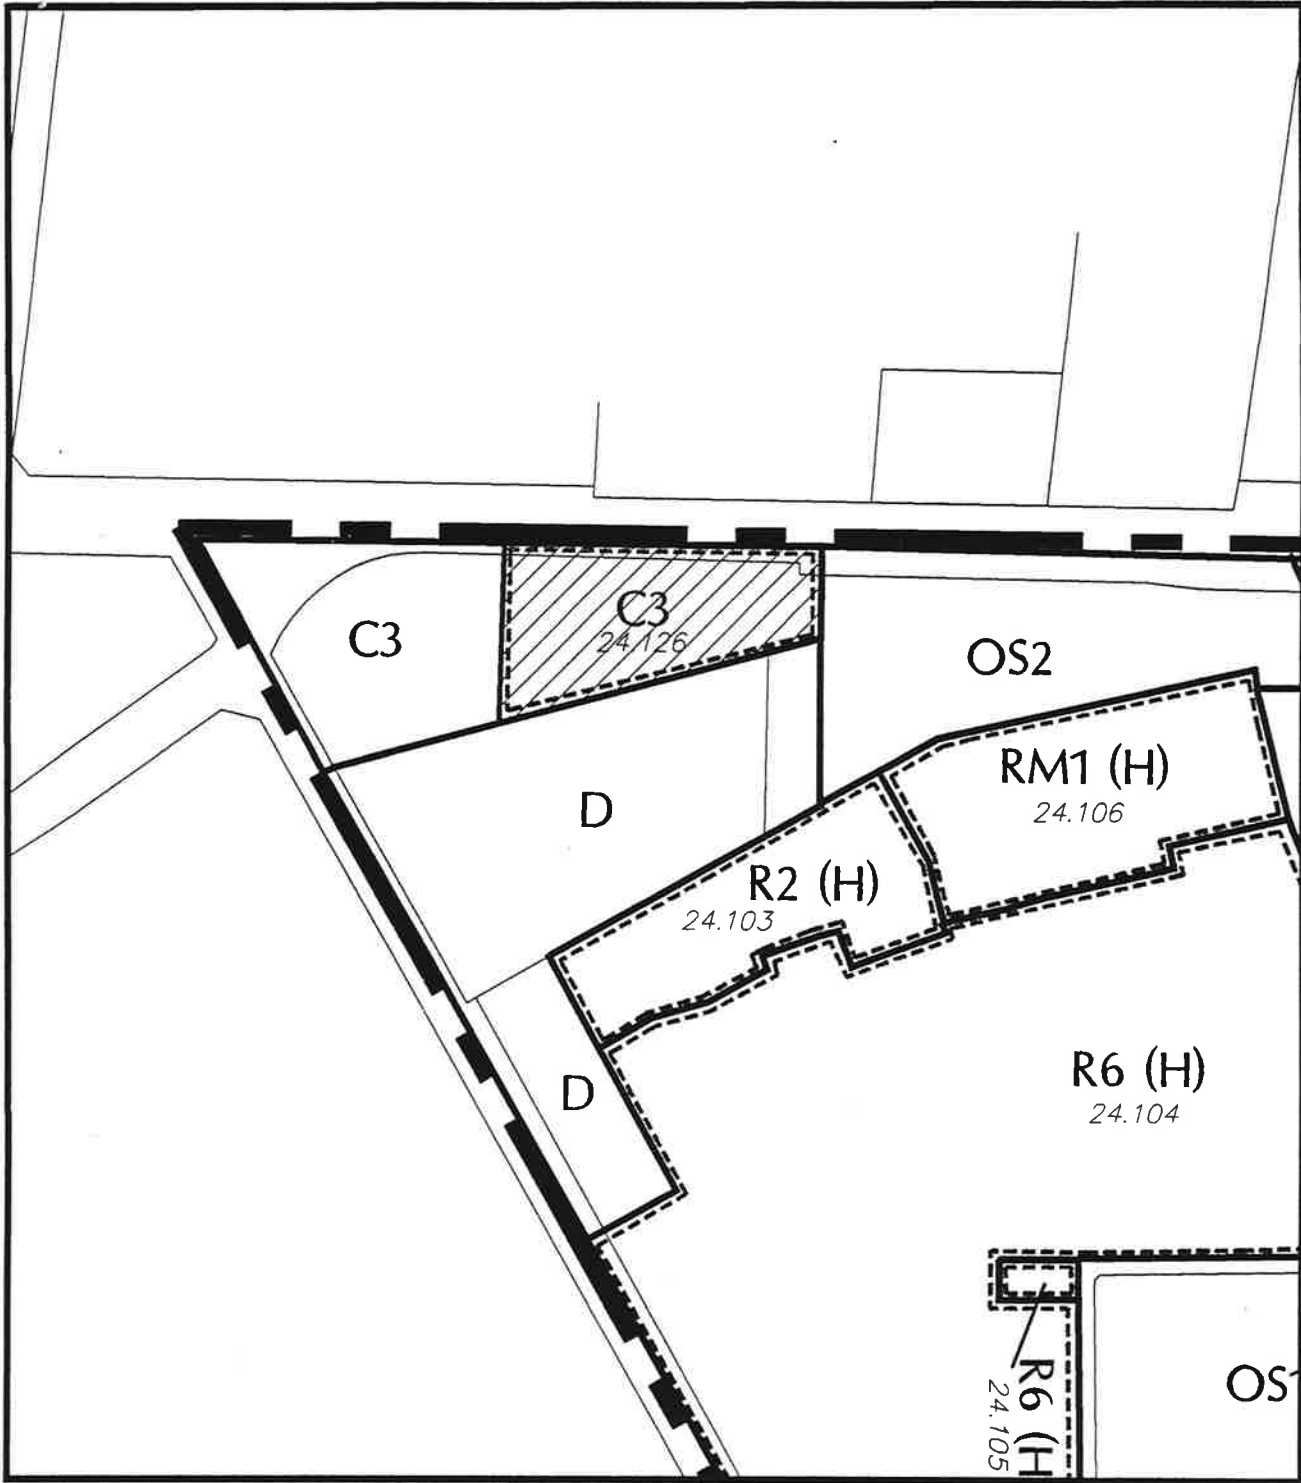 C3
C3
24.126
OS2
RM1 (H)
24.106
D
R2 (H)
24.103
R6 (H)
24.104
D
R6 (H
24.105
OS